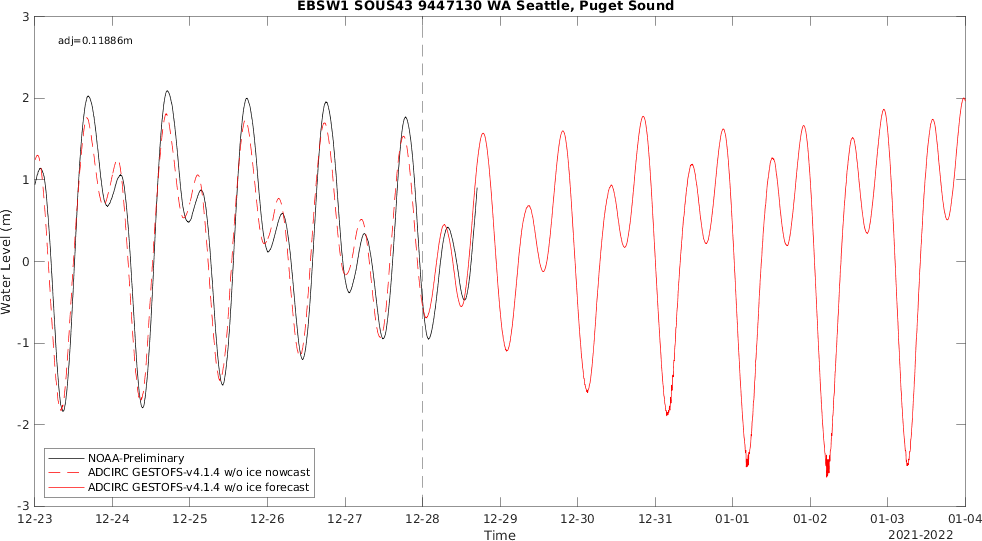 EBSW1 SOUS43 9447130 WA Seattle, Puget Sound
adj=0.11886m
3
2
1
0
-1
-2
-3
Water Level (m)
NOAA-Preliminary
ADCIRC GESTOFS-v4.1.4 w/o ice nowcast
ADCIRC GESTOFS-v4.1.4 w/o ice forecast
12-23 12-24 12-25 12-26 12-27 12-28 12-29 12-30 12-31 01-01 01-02 01-03 01-04
Time
2021-2022